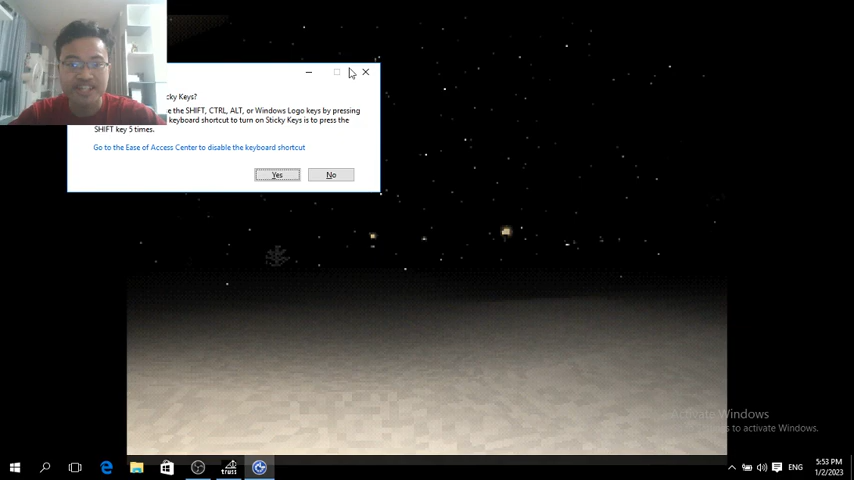 cky Keys?
e the SHIFT, CTRL, ALT, or Windows Logo keys by pressing
keyboard shortcut to turn on Sticky Keys is to press the
SHIFT key 5 times.
Go to the Ease of Access Center to disable the keyboard shortcut
Yes No
Activate Windows
to activate Windows.
truss
ENG
5:53 PM
1/2/2023